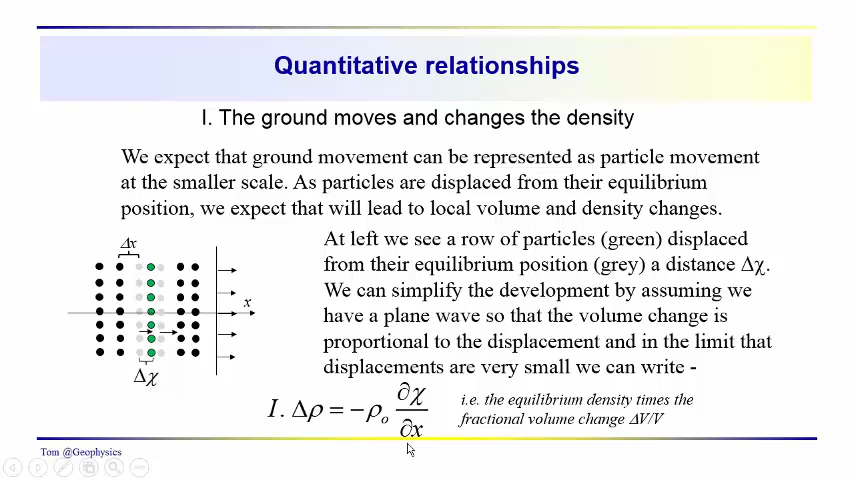 Quantitative relationships
I. The ground moves and changes the density
We expect that ground movement can be represented as particle movement
at the smaller scale. As particles are displaced from their equilibrium
position, we expect that will lead to local volume and density changes.
Δx
x
Δχ
At left we see a row of particles (green) displaced
from their equilibrium position (grey) a distance Δχ.
We can simplify the development by assuming we
have a plane wave so that the volume change is
proportional to the displacement and in the limit that
displacements are very small we can write -
I. Δρ = −ρₒ ∂χ/∂x
i.e. the equilibrium density times the
fractional volume change ΔV/V
Tom @Geophysics